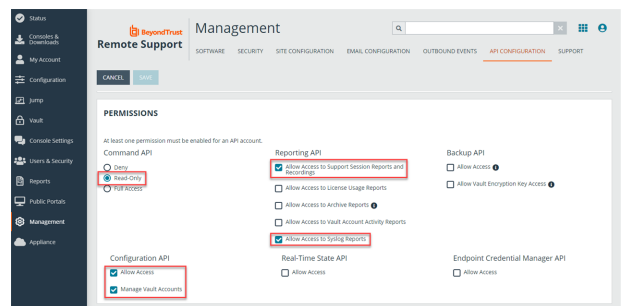 Status
Consoles &
Downloads
My Account
Configuration
Jump
Vault
Console Settings
Users & Security
Reports
Public Portals
Management
Appliance
BeyondTrust
Remote Support
Management
SOFTWARE SECURITY SITE CONFIGURATION EMAIL CONFIGURATION OUTBOUND EVENTS API CONFIGURATION SUPPORT
CANCEL SAVE
PERMISSIONS
At least one permission must be enabled for an API account.
Command API
Deny
Read-Only
Full Access
Reporting API
Allow Access to Support Session Reports and
Recordings
Allow Access to License Usage Reports
Allow Access to Archive Reports
Allow Access to Vault Account Activity Reports
Allow Access to Syslog Reports
Backup API
Allow Access
Allow Vault Encryption Key Access
Configuration API
Allow Access
Manage Vault Accounts
Real-Time State API
Allow Access
Endpoint Credential Manager API
Allow Access